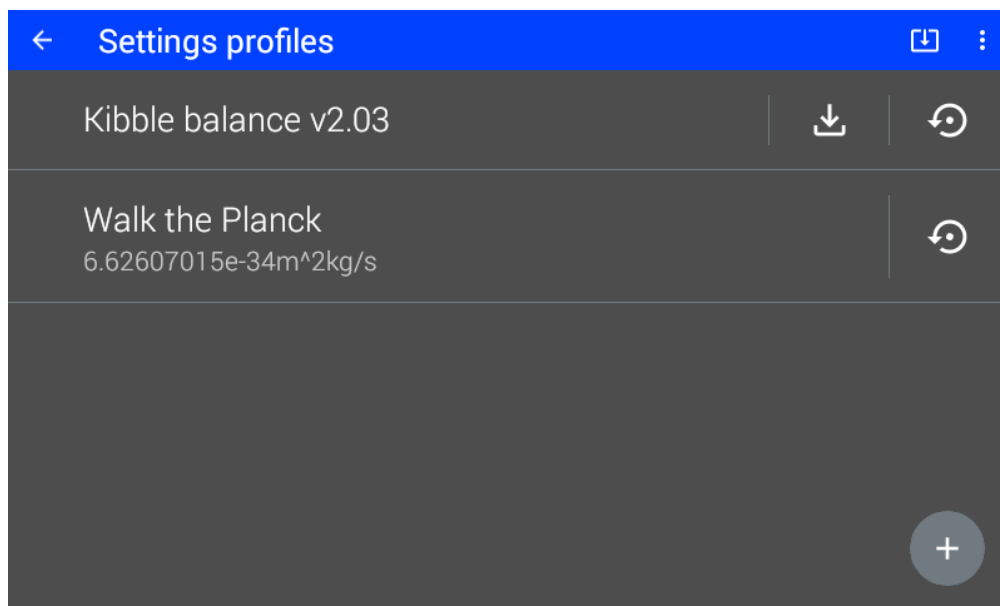 Settings profiles
Kibble balance v2.03
Walk the Planck
6.62607015e-34m^2kg/s